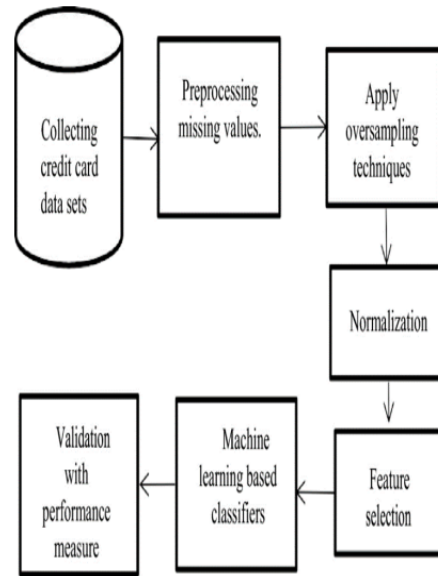 Collecting
credit card
data sets
Preprocessing
missing values.
Apply
oversampling
techniques
Normalization
Feature
selection
Machine
learning based
classifiers
Validation
with
performance
measure